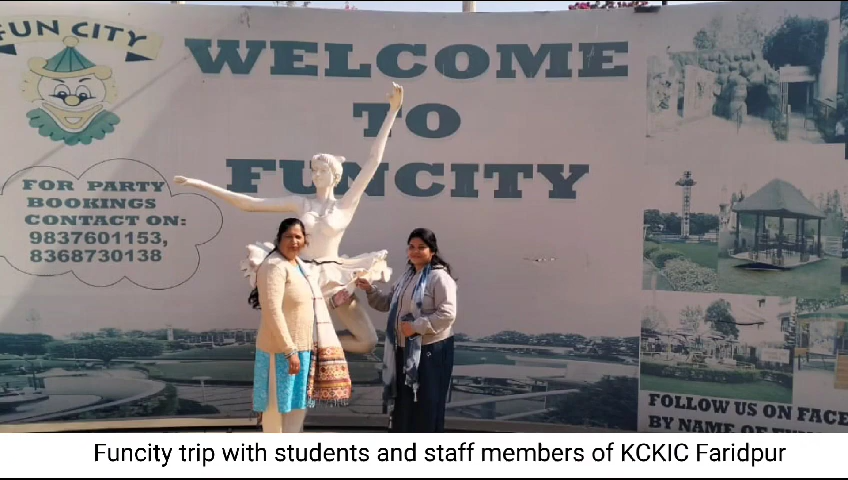 FUN CITY
WELCOME
TO
FUNCITY
FOR PARTY
BOOKINGS
CONTACT ON:
9837601153,
8368730138
FOLLOW US ON FACE
BY NAME OF
Funcity trip with students and staff members of KCKIC Faridpur